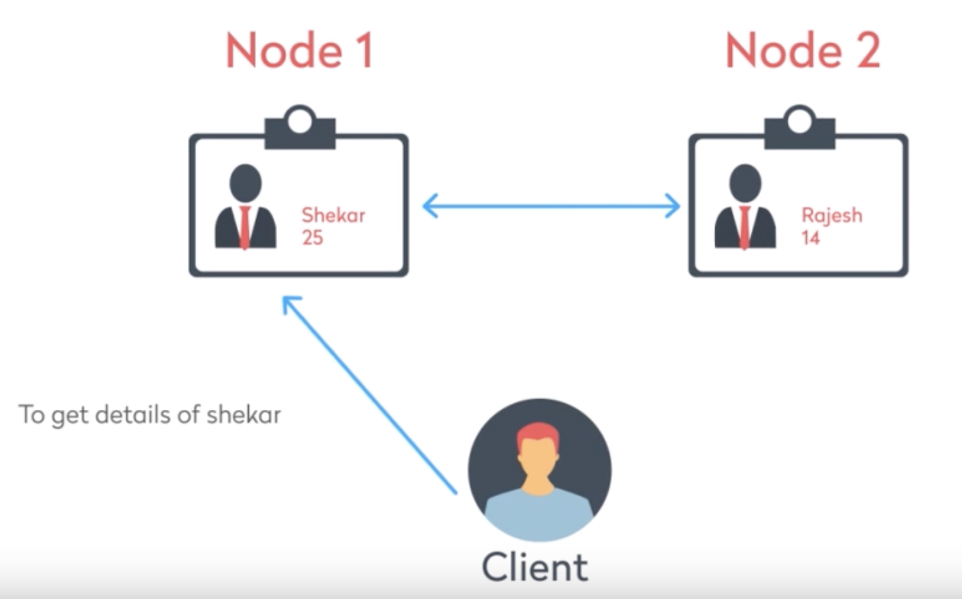 Node 1
Node 2
Shekar
25
Rajesh
14
To get details of shekar
Client